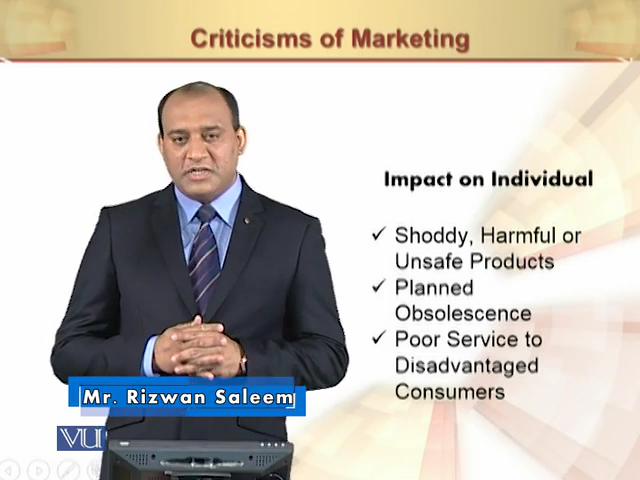 Criticisms of Marketing
Impact on Individual
✓ Shoddy, Harmful or
Unsafe Products
✓ Planned
Obsolescence
✓ Poor Service to
Disadvantaged
Consumers
Mr. Rizwan Saleem
VU